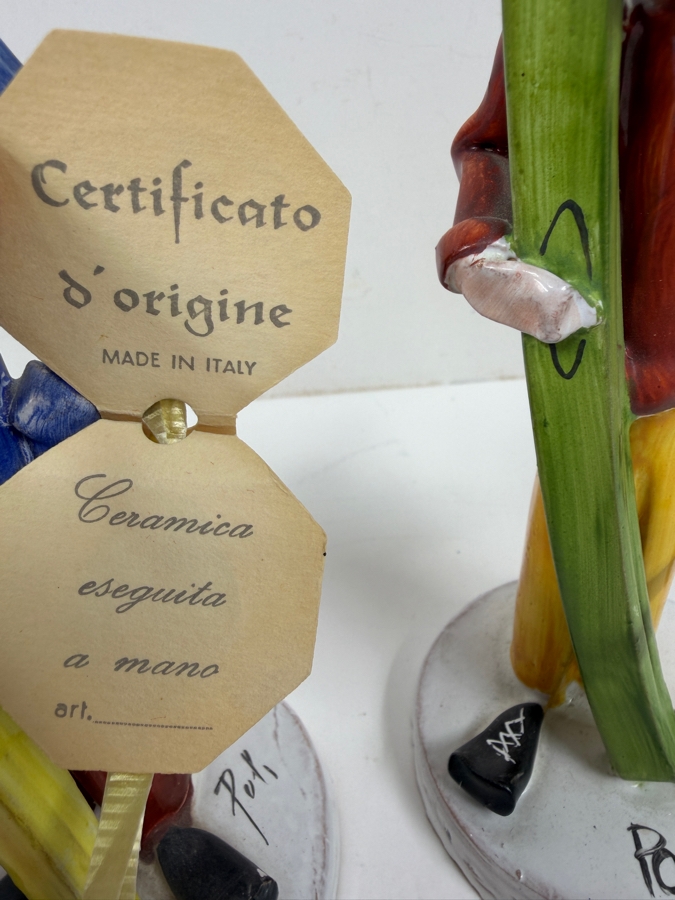 Certificato
d'origine
MADE IN ITALY
Ceramica
eseguita
a mano
art.